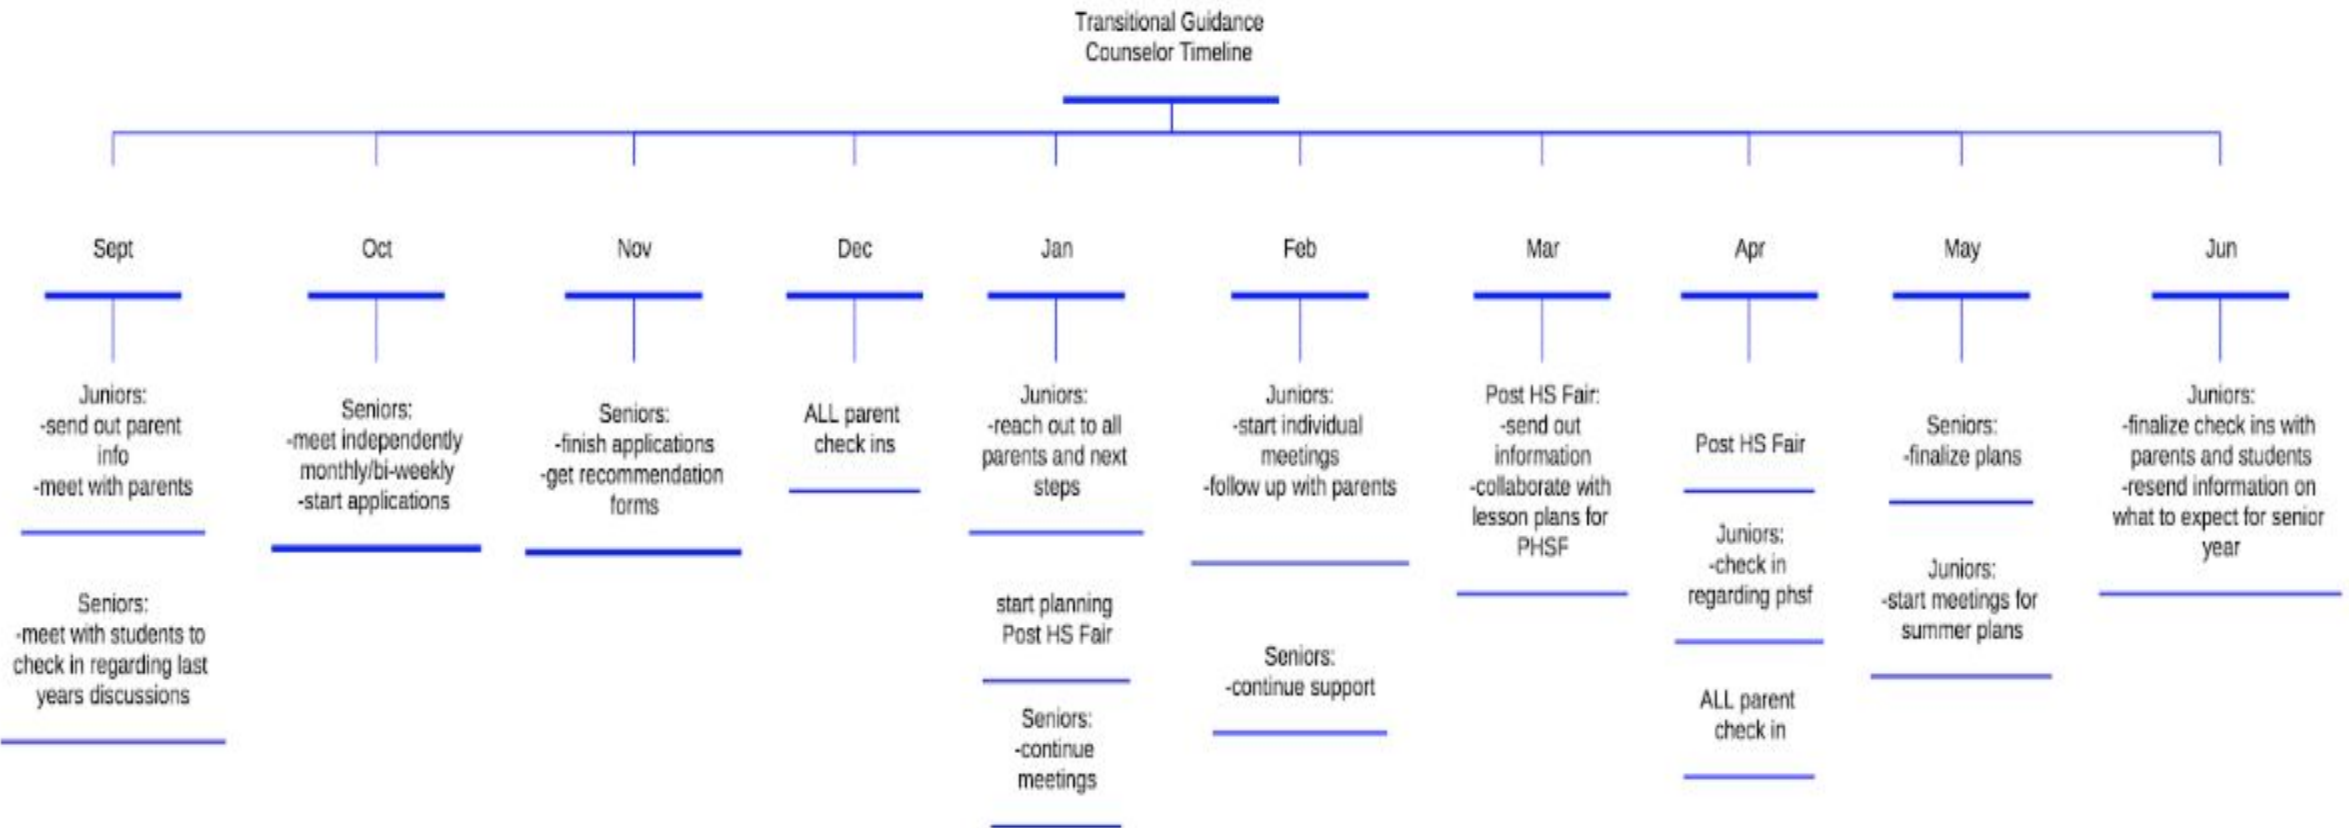 Transitional Guidance
Counselor Timeline
Sept
Oct
Nov
Dec
Jan
Feb
Mar
Apr
May
Jun
Juniors:
-send out parent
info
-meet with parents
Seniors:
-meet with students to
check in regarding last
years discussions
Seniors:
-meet independently
monthly/bi-weekly
-start applications
Seniors:
-finish applications
-get recommendation
forms
ALL parent
check ins
Juniors:
-reach out to all
parents and next
steps
start planning
Post HS Fair
Seniors:
-continue
meetings
Juniors:
-start individual
meetings
-follow up with parents
Seniors:
-continue support
Post HS Fair:
-send out
information
-collaborate with
lesson plans for
PHSF
Post HS Fair
Juniors:
-check in
regarding phsf
ALL parent
check in
Seniors:
-finalize plans
Juniors:
-start meetings for
summer plans
Juniors:
-finalize check ins with
parents and students
-resend information on
what to expect for senior
year